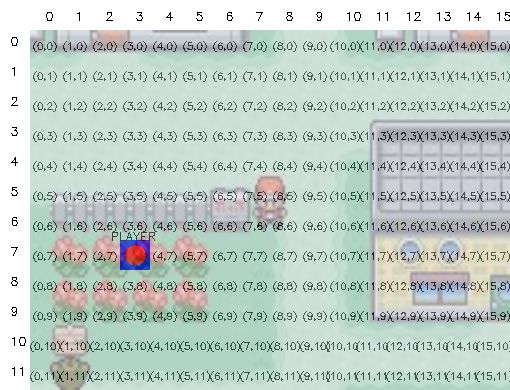 0 1 2 3 4 5 6 7 8 9 10 11 12 13 14 15
0 (0,0) (1,0) (2,0) (3,0) (4,0) (5,0) (6,0) (7,0) (8,0) (9,0) (10,0) (11,0) (12,0) (13,0) (14,0) (15,0)
1 (0,1) (1,1) (2,1) (3,1) (4,1) (5,1) (6,1) (7,1) (8,1) (9,1) (10,1) (11,1) (12,1) (13,1) (14,1) (15,1)
2 (0,2) (1,2) (2,2) (3,2) (4,2) (5,2) (6,2) (7,2) (8,2) (9,2) (10,2) (11,2) (12,2) (13,2) (14,2) (15,2)
3 (0,3) (1,3) (2,3) (3,3) (4,3) (5,3) (6,3) (7,3) (8,3) (9,3) (10,3) (11,3) (12,3) (13,3) (14,3) (15,3)
4 (0,4) (1,4) (2,4) (3,4) (4,4) (5,4) (6,4) (7,4) (8,4) (9,4) (10,4) (11,4) (12,4) (13,4) (14,4) (15,4)
5 (0,5) (1,5) (2,5) (3,5) (4,5) (5,5) (6,5) (7,5) (8,5) (9,5) (10,5) (11,5) (12,5) (13,5) (14,5) (15,5)
6 (0,6) (1,6) (2,6) (3,6) (4,6) (5,6) (6,6) (7,6) (8,6) (9,6) (10,6) (11,6) (12,6) (13,6) (14,6) (15,6)
PLAYER
7 (0,7) (1,7) (2,7) (4,7) (5,7) (6,7) (7,7) (8,7) (9,7) (10,7) (11,7) (12,7) (13,7) (14,7) (15,7)
8 (0,8) (1,8) (2,8) (3,8) (4,8) (5,8) (6,8) (7,8) (8,8) (9,8) (10,8) (11,8) (12,8) (13,8) (14,8) (15,8)
9 (0,9) (1,9) (2,9) (3,9) (4,9) (5,9) (6,9) (7,9) (8,9) (9,9) (10,9) (11,9) (12,9) (13,9) (14,9) (15,9)
10 (0,10) (1,10) (2,10) (3,10) (4,10) (5,10) (6,10) (7,10) (8,10) (9,10) (10,10) (11,10) (12,10) (13,10) (14,10) (15,10)
11 (0,11) (1,11) (2,11) (3,11) (4,11) (5,11) (6,11) (7,11) (8,11) (9,11) (10,11) (11,11) (12,11) (13,11) (14,11) (15,11)